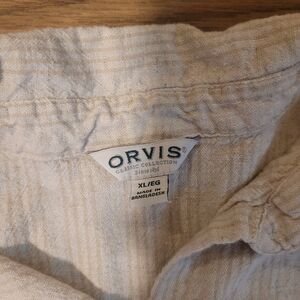 ORVIS®
CLASSIC COLLECTION
Since 1856
XL/EG
MADE IN
BANGLADESH